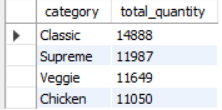 category total_quantity
Classic 14888
Supreme 11987
Veggie 11649
Chicken 11050